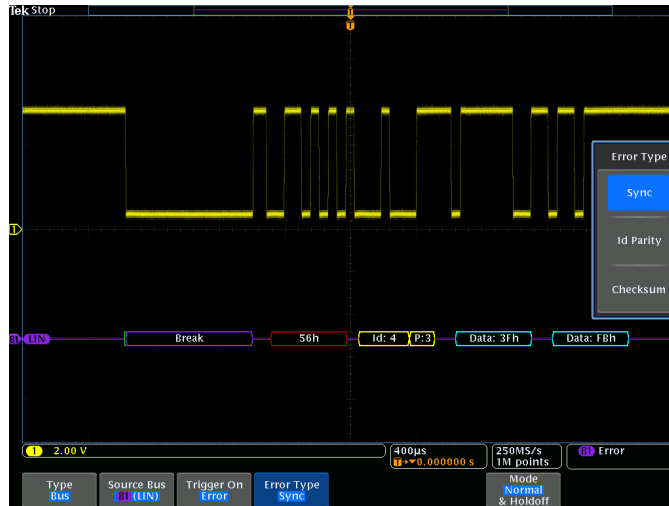 Tek Stop
T
T
Error Type
Sync
Id Parity
Checksum
1
B1 LIN
Break
56h
Id: 4
P:3
Data: 3Fh
Data: FBh
1 2.00 V
400µs
T→▼0.000000 s
250MS/s
1M points
B1 Error
Type
Bus
Source Bus
B1 (LIN)
Trigger On
Error
Error Type
Sync
Mode
Normal
& Holdoff